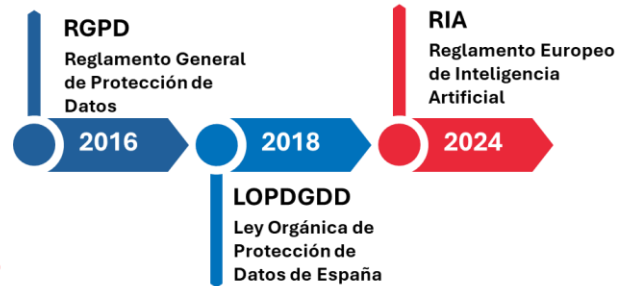 RGPD
Reglamento General
de Protección de
Datos
2016
2018
LOPDGDD
Ley Orgánica de
Protección de
Datos de España
RIA
Reglamento Europeo
de Inteligencia
Artificial
2024